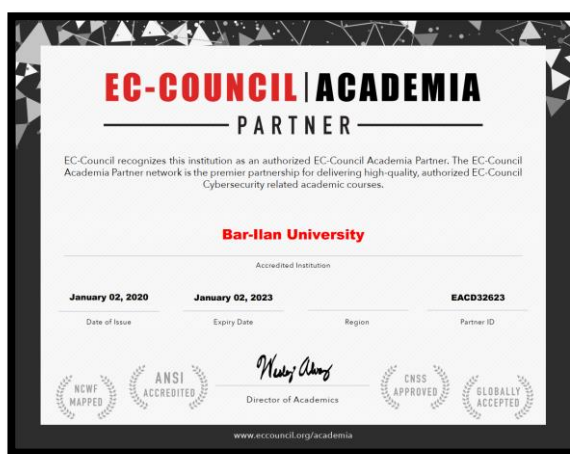 EC-COUNCIL | ACADEMIA
PARTNER
EC-Council recognizes this institution as an authorized EC-Council Academia Partner. The EC-Council
Academia Partner network is the premier partnership for delivering high-quality, authorized EC-Council
Cybersecurity related academic courses.
Bar-Ilan University
Accredited Institution
January 02, 2020 January 02, 2023 EACD32623
Date of Issue Expiry Date Region Partner ID
NCWF
MAPPED
ANSI
ACCREDITED
Director of Academics
CNSS
APPROVED
GLOBALLY
ACCEPTED
www.eccouncil.org/academia